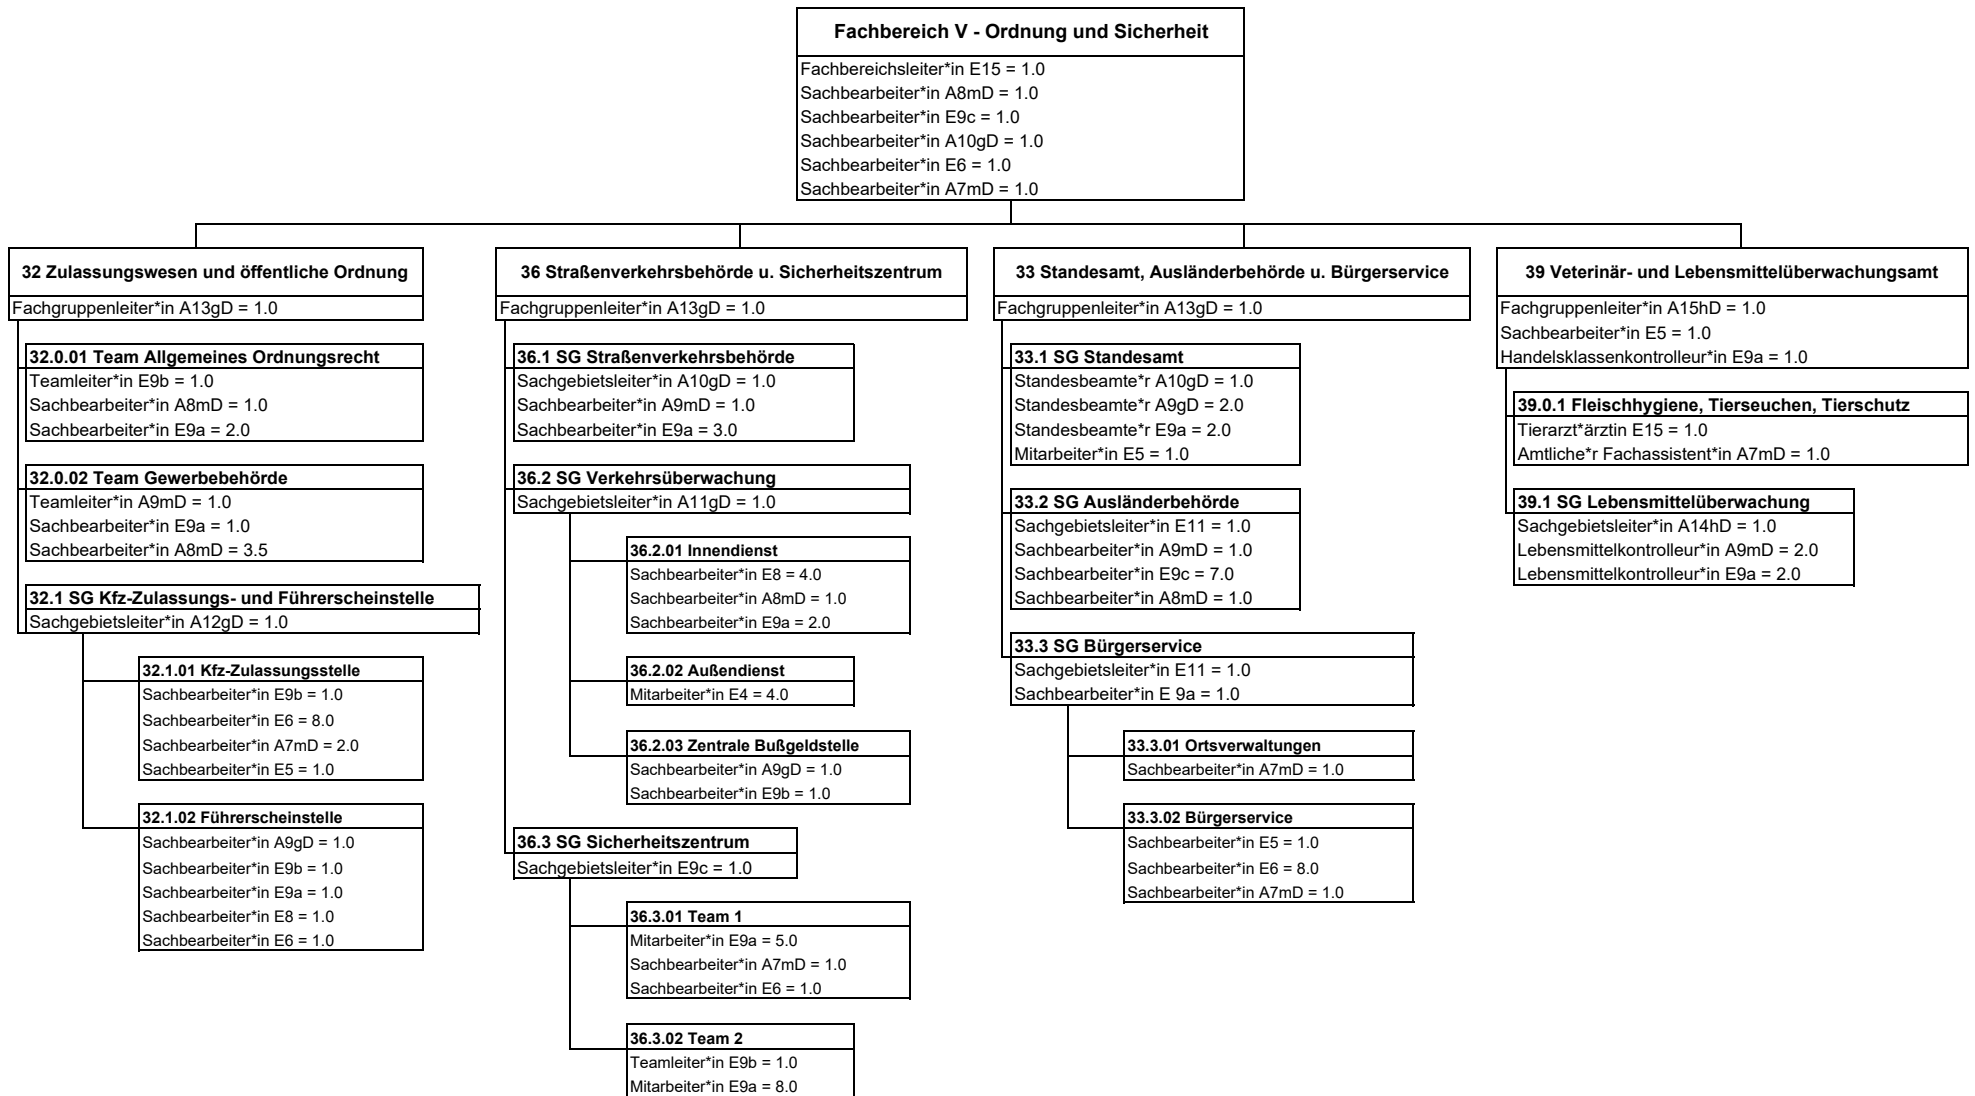 Fachbereich V - Ordnung und Sicherheit
Fachbereichsleiter*in E15 = 1.0
Sachbearbeiter*in A8mD = 1.0
Sachbearbeiter*in E9c = 1.0
Sachbearbeiter*in A10gD = 1.0
Sachbearbeiter*in E6 = 1.0
Sachbearbeiter*in A7mD = 1.0
32 Zulassungswesen und öffentliche Ordnung
Fachgruppenleiter*in A13gD = 1.0
32.0.01 Team Allgemeines Ordnungsrecht
Teamleiter*in E9b = 1.0
Sachbearbeiter*in A8mD = 1.0
Sachbearbeiter*in E9a = 2.0
32.0.02 Team Gewerbebehörde
Teamleiter*in A9mD = 1.0
Sachbearbeiter*in E9a = 1.0
Sachbearbeiter*in A8mD = 3.5
32.1 SG Kfz-Zulassungs- und Führerscheinstelle
Sachgebietsleiter*in A12gD = 1.0
32.1.01 Kfz-Zulassungsstelle
Sachbearbeiter*in E9b = 1.0
Sachbearbeiter*in E6 = 8.0
Sachbearbeiter*in A7mD = 2.0
Sachbearbeiter*in E5 = 1.0
32.1.02 Führerscheinstelle
Sachbearbeiter*in A9gD = 1.0
Sachbearbeiter*in E9b = 1.0
Sachbearbeiter*in E9a = 1.0
Sachbearbeiter*in E8 = 1.0
Sachbearbeiter*in E6 = 1.0
36 Straßenverkehrsbehörde u. Sicherheitszentrum
Fachgruppenleiter*in A13gD = 1.0
36.1 SG Straßenverkehrsbehörde
Sachgebietsleiter*in A10gD = 1.0
Sachbearbeiter*in A9mD = 1.0
Sachbearbeiter*in E9a = 3.0
36.2 SG Verkehrsüberwachung
Sachgebietsleiter*in A11gD = 1.0
36.2.01 Innendienst
Sachbearbeiter*in E8 = 4.0
Sachbearbeiter*in A8mD = 1.0
Sachbearbeiter*in E9a = 2.0
36.2.02 Außendienst
Mitarbeiter*in E4 = 4.0
36.2.03 Zentrale Bußgeldstelle
Sachbearbeiter*in A9gD = 1.0
Sachbearbeiter*in E9b = 1.0
36.3 SG Sicherheitszentrum
Sachgebietsleiter*in E9c = 1.0
36.3.01 Team 1
Mitarbeiter*in E9a = 5.0
Sachbearbeiter*in A7mD = 1.0
Sachbearbeiter*in E6 = 1.0
36.3.02 Team 2
Teamleiter*in E9b = 1.0
Mitarbeiter*in E9a = 8.0
33 Standesamt, Ausländerbehörde u. Bürgerservice
Fachgruppenleiter*in A13gD = 1.0
33.1 SG Standesamt
Standesbeamte*r A10gD = 1.0
Standesbeamte*r A9gD = 2.0
Standesbeamte*r E9a = 2.0
Mitarbeiter*in E5 = 1.0
33.2 SG Ausländerbehörde
Sachgebietsleiter*in E11 = 1.0
Sachbearbeiter*in A9mD = 1.0
Sachbearbeiter*in E9c = 7.0
Sachbearbeiter*in A8mD = 1.0
33.3 SG Bürgerservice
Sachgebietsleiter*in E11 = 1.0
Sachbearbeiter*in E 9a = 1.0
33.3.01 Ortsverwaltungen
Sachbearbeiter*in A7mD = 1.0
33.3.02 Bürgerservice
Sachbearbeiter*in E5 = 1.0
Sachbearbeiter*in E6 = 8.0
Sachbearbeiter*in A7mD = 1.0
39 Veterinär- und Lebensmittelüberwachungsamt
Fachgruppenleiter*in A15hD = 1.0
Sachbearbeiter*in E5 = 1.0
Handelsklassenkontrolleur*in E9a = 1.0
39.0.1 Fleischhygiene, Tierseuchen, Tierschutz
Tierarzt*ärztin E15 = 1.0
Amtliche*r Fachassistent*in A7mD = 1.0
39.1 SG Lebensmittelüberwachung
Sachgebietsleiter*in A14hD = 1.0
Lebensmittelkontrolleur*in A9mD = 2.0
Lebensmittelkontrolleur*in E9a = 2.0